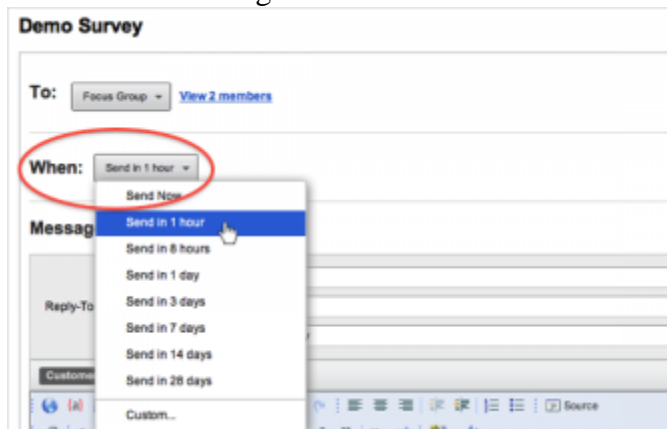 Demo Survey
To: Focus Group View 2 members
When: Send in 1 hour
Send Now
Send in 1 hour
Messag
Send in 8 hours
Send in 1 day
Reply-To
Send in 3 days
Send in 7 days
Send in 14 days
Custome
Send in 28 days
Source
Custom...